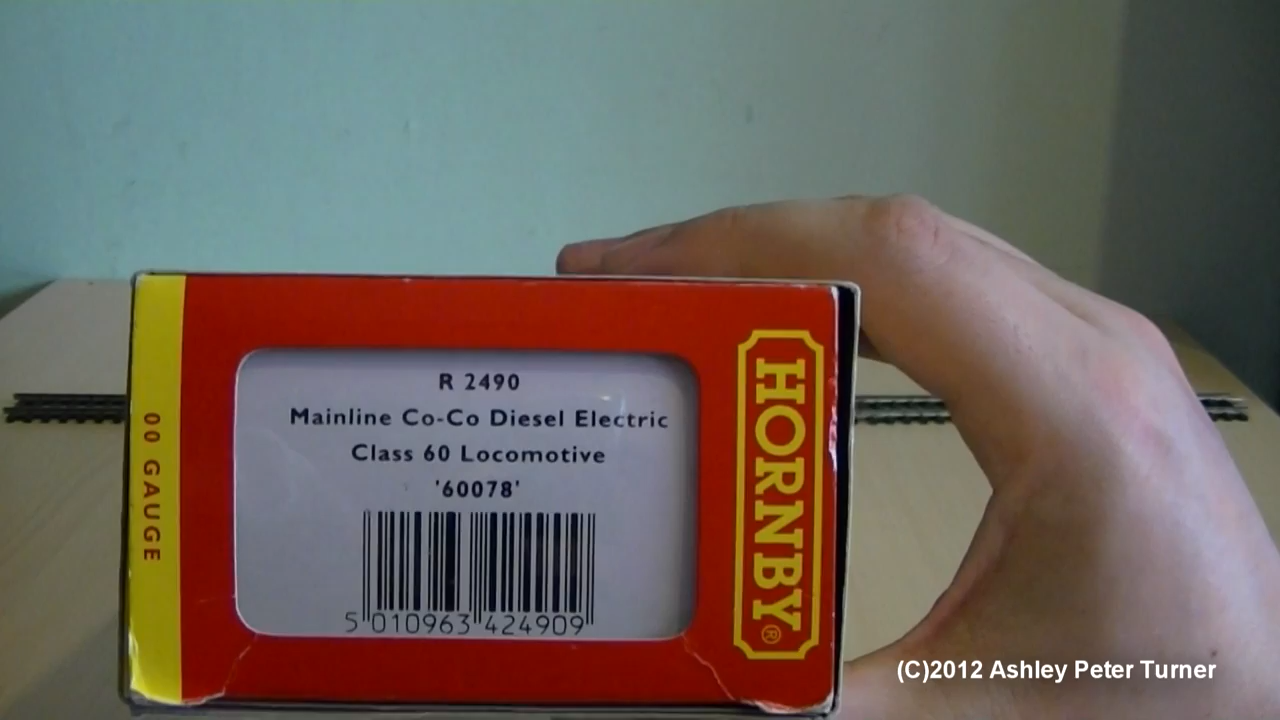 00 GAUGE
R 2490
Mainline Co-Co Diesel Electric
Class 60 Locomotive
'60078'
5 010963 424909
HORNBY®
(C)2012 Ashley Peter Turner